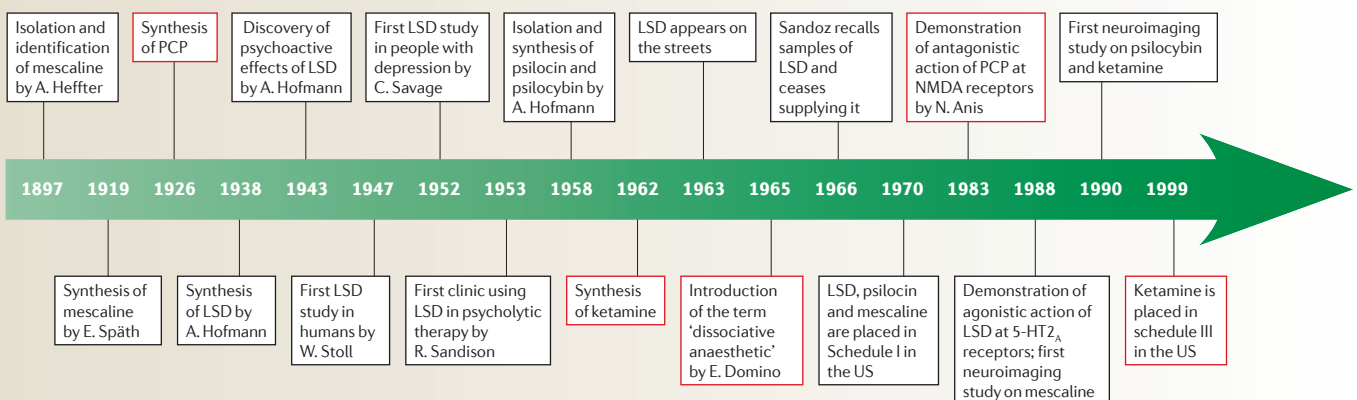 Isolation and
identification
of mescaline
by A. Heffter
Synthesis
of PCP
Discovery of
psychoactive
effects of LSD
by A. Hofmann
First LSD study
in people with
depression by
C. Savage
Isolation and
synthesis of
psilocin and
psilocybin by
A. Hofmann
LSD appears on
the streets
Sandoz recalls
samples of
LSD and
ceases
supplying it
Demonstration
of antagonistic
action of PCP at
NMDA receptors
by N. Anis
First neuroimaging
study on psilocybin
and ketamine
1897 1919 1926 1938 1943 1947 1952 1953 1958 1962 1963 1965 1966 1970 1983 1988 1990 1999
Synthesis of
mescaline
by E. Späth
Synthesis
of LSD by
A. Hofmann
First LSD
study in
humans by
W. Stoll
First clinic using
LSD in psycholytic
therapy by
R. Sandison
Synthesis
of ketamine
Introduction
of the term
‘dissociative
anaesthetic’
by E. Domino
LSD, psilocin
and mescaline
are placed in
Schedule I in
the US
Demonstration of
agonistic action of
LSD at 5-HT2A
receptors; first
neuroimaging
study on mescaline
Ketamine is
placed in
schedule III
in the US